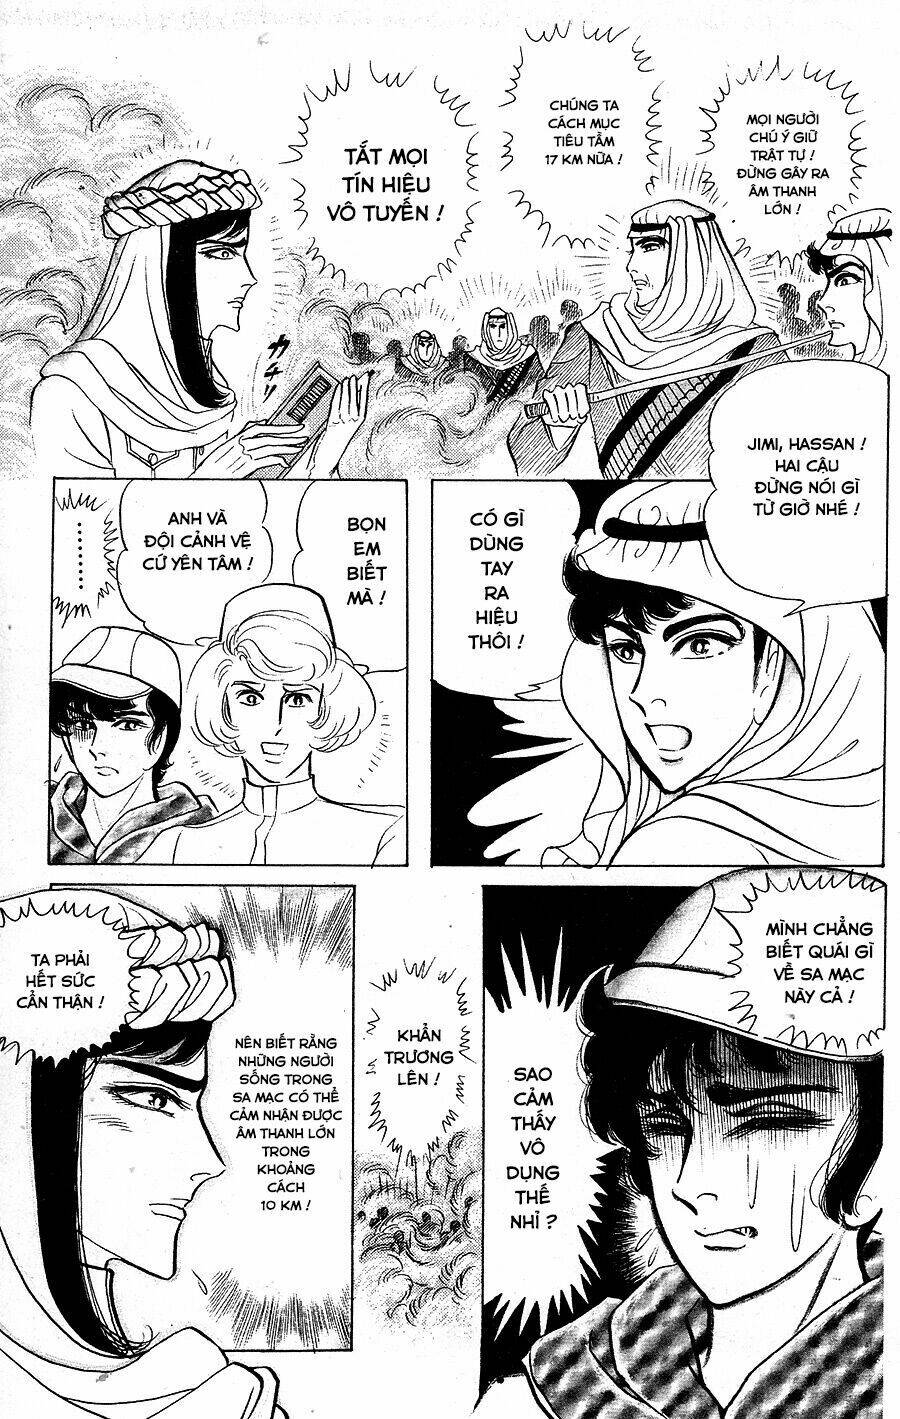 MỌI NGƯỜI
CHÚ Ý GIỮ
TRẬT TỰ !
ĐỪNG GÂY RA
ÂM THANH
LỚN !
CHÚNG TA
CÁCH MỤC
TIÊU TẦM
17 KM NỮA !
TẮT MỌI
TÍN HIỆU
VÔ TUYẾN !
カチリ
JIMI, HASSAN !
HAI CẬU
ĐỪNG NÓI GÌ
TỪ GIỜ NHÉ !
CÓ GÌ
DÙNG
TAY
RA
HIỆU
THÔI !
BỌN
EM
BIẾT
MÀ !
ANH VÀ
ĐỘI CẢNH VỆ
CỨ YÊN TÂM !
.........
MÌNH CHẲNG
BIẾT QUÁI GÌ
VỀ SA MẠC
NÀY CẢ !
SAO
CẢM
THẤY
VÔ
DỤNG
THẾ
NHỈ ?
KHẨN
TRƯƠNG
LÊN !
TA PHẢI
HẾT SỨC
CẨN THẬN !
NÊN BIẾT RẰNG
NHỮNG NGƯỜI
SỐNG TRONG
SA MẠC CÓ THỂ
CẢM NHẬN ĐƯỢC
ÂM THANH LỚN
TRONG
KHOẢNG
CÁCH
10 KM !